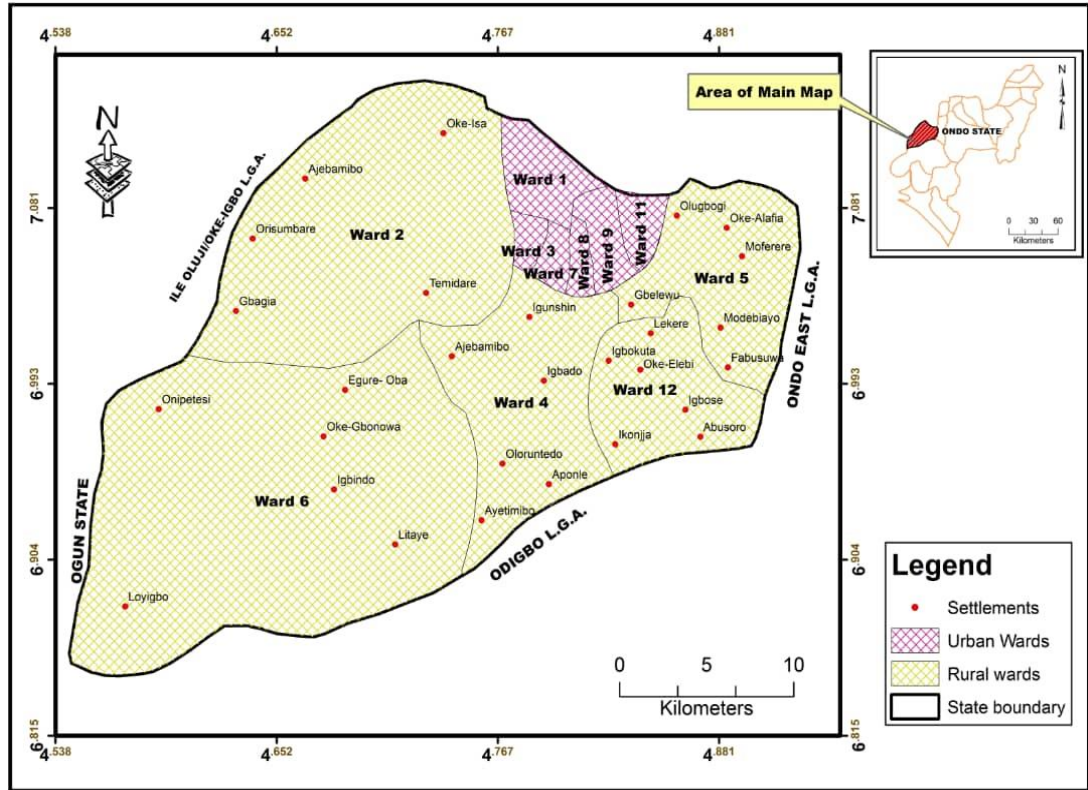 4.538 4.652 4.767 4.881
N
Area of Main Map
N
ONDO STATE
0 30 60
Kilometers
Oke-Isa
Ajebamibo
Ward 1
7.081
7.081
Olugbogi
Oke-Alafia
Orisumbare
Ward 2
Ward 3
Ward 7
Ward 8
Ward 9
Ward 11
Moferere
Ward 5
ILE OLUJI/OKE-IGBO L.G.A.
Temidare
Gbagia
Igunshin
Gbelewu
Lekere
Modebiayo
ONDO EAST L.G.A.
Ajebamibo
Igbokuta
Oke-Elebi
Fabusuwa
6.993
6.993
Egure- Oba
Igbado
Ward 12
Onipetesi
Ward 4
Igbose
Oke-Gbonowa
Ikonjja
Abusoro
Oloruntedo
Aponle
Igbindo
Ward 6
Ayetimibo
OGUN STATE
Litaye
ODIGBO L.G.A.
6.904
6.904
Loyigbo
0 5 10
Kilometers
Legend
Settlements
Urban Wards
Rural wards
State boundary
6.815
6.815
4.538 4.652 4.767 4.881